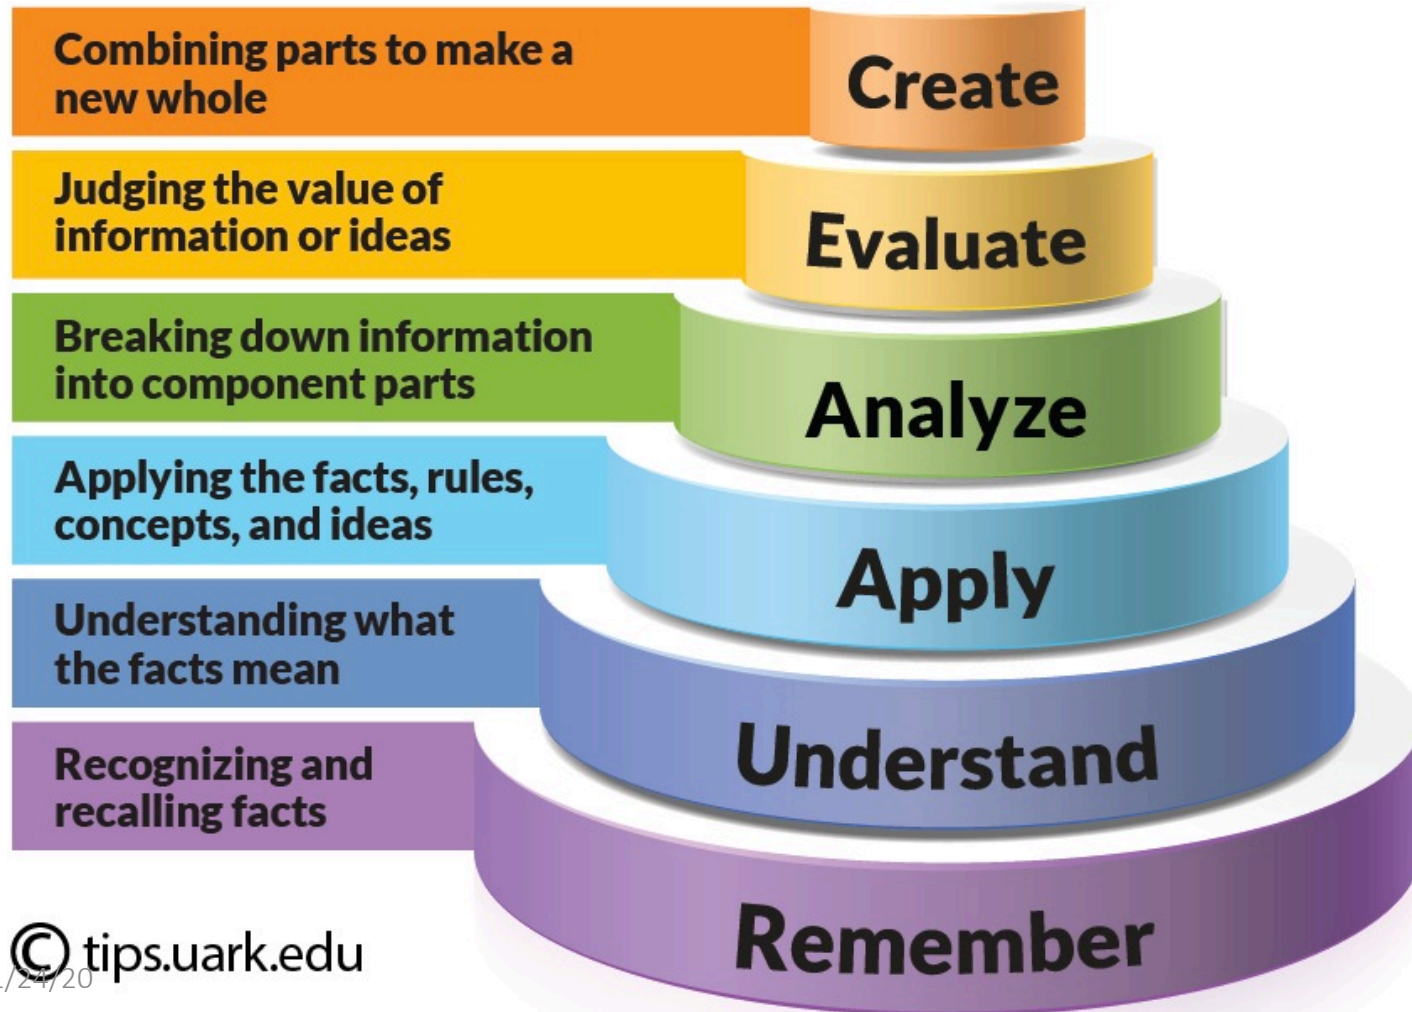 Combining parts to make a
new whole
Create
Judging the value of
information or ideas
Evaluate
Breaking down information
into component parts
Analyze
Applying the facts, rules,
concepts, and ideas
Apply
Understanding what
the facts mean
Understand
Recognizing and
recalling facts
Remember
© tips.uark.edu
/24/20